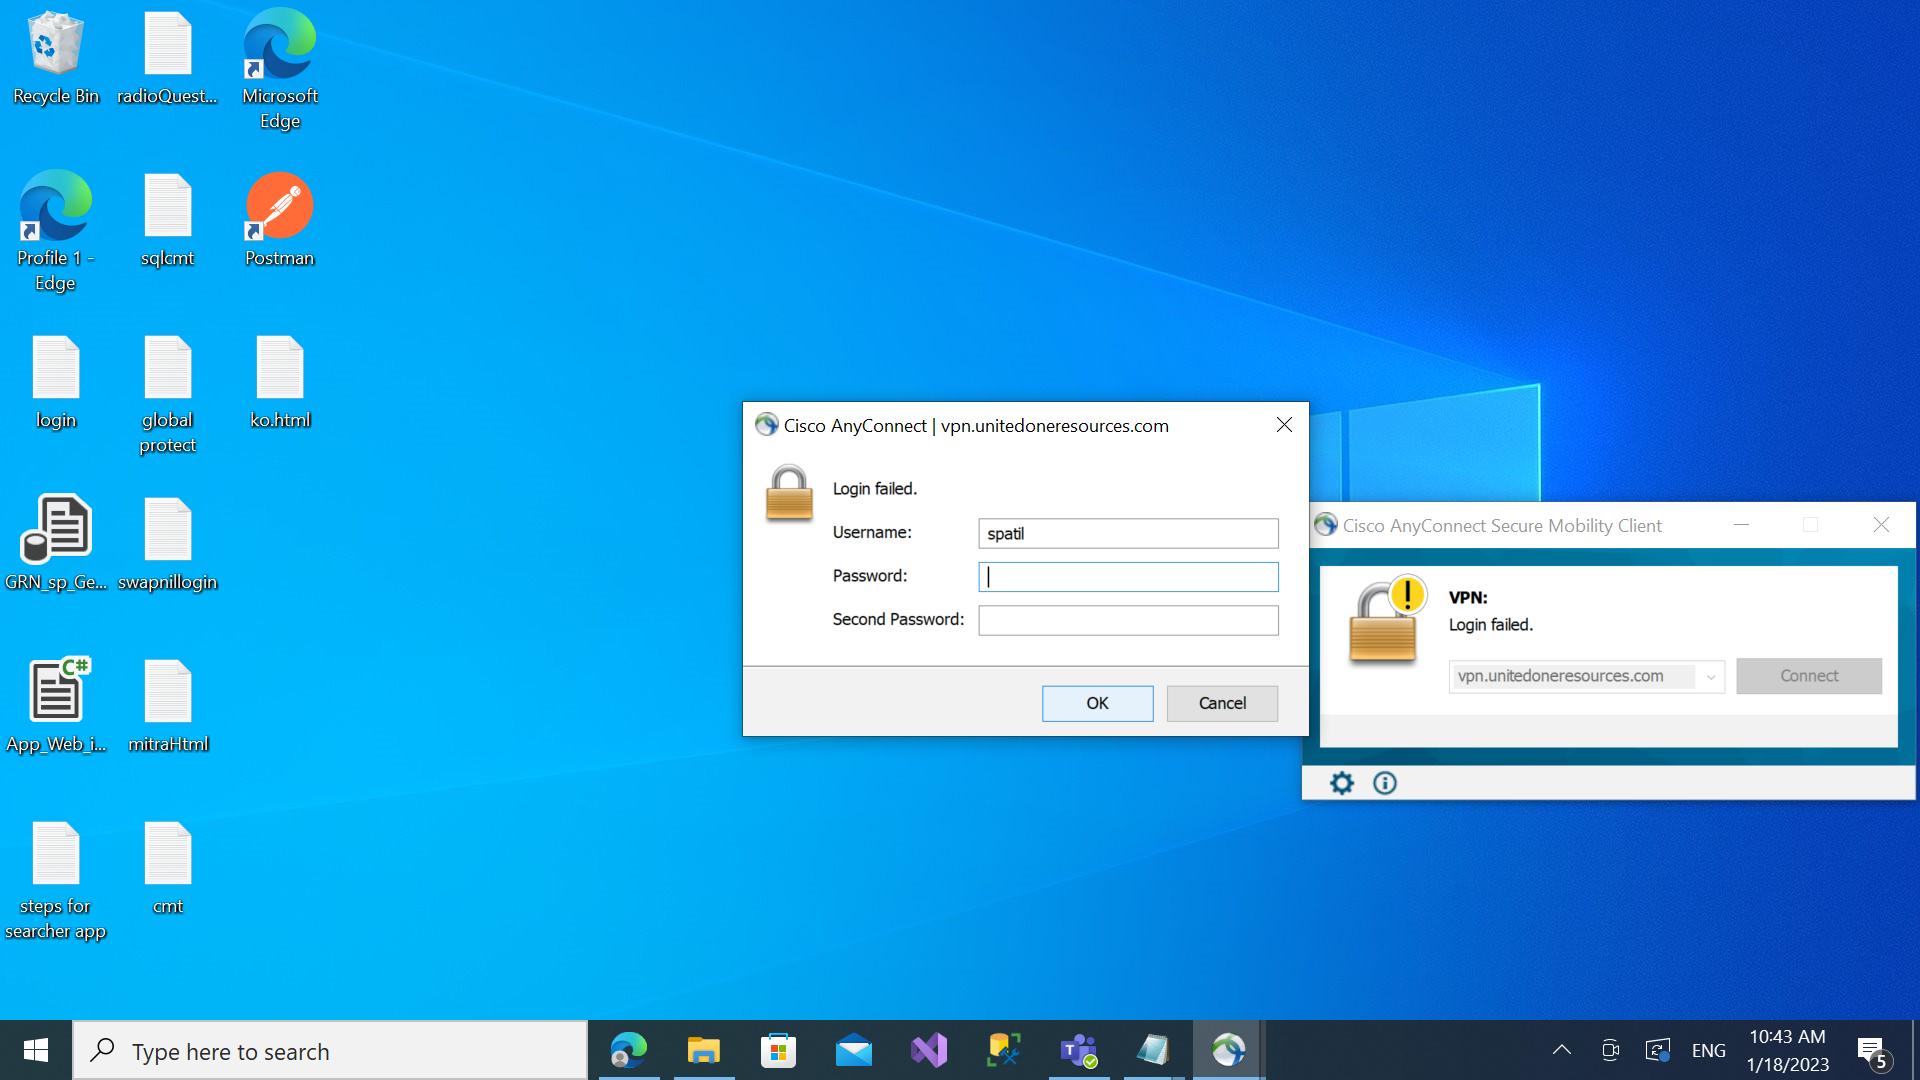 Recycle Bin
radioQuest...
Microsoft
Edge
Profile 1 -
Edge
sqlcmt
Postman
login
global
protect
ko.html
GRN_sp_Ge...
swapnillogin
C#
App_Web_i...
mitraHtml
steps for
searcher app
cmt
Cisco AnyConnect | vpn.unitedoneresources.com
Login failed.
Username:
spatil
Password:
Second Password:
OK
Cancel
Cisco AnyConnect Secure Mobility Client
VPN:
Login failed.
vpn.unitedoneresources.com
Connect
Type here to search
ENG
10:43 AM
1/18/2023
5